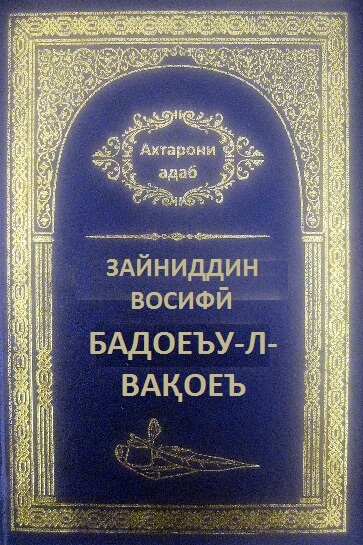 Ахтарони
адаб
ЗАЙНИДДИН
ВОСИФӢ
БАДОЕЪУ-Л-
ВАҚОЕЪ